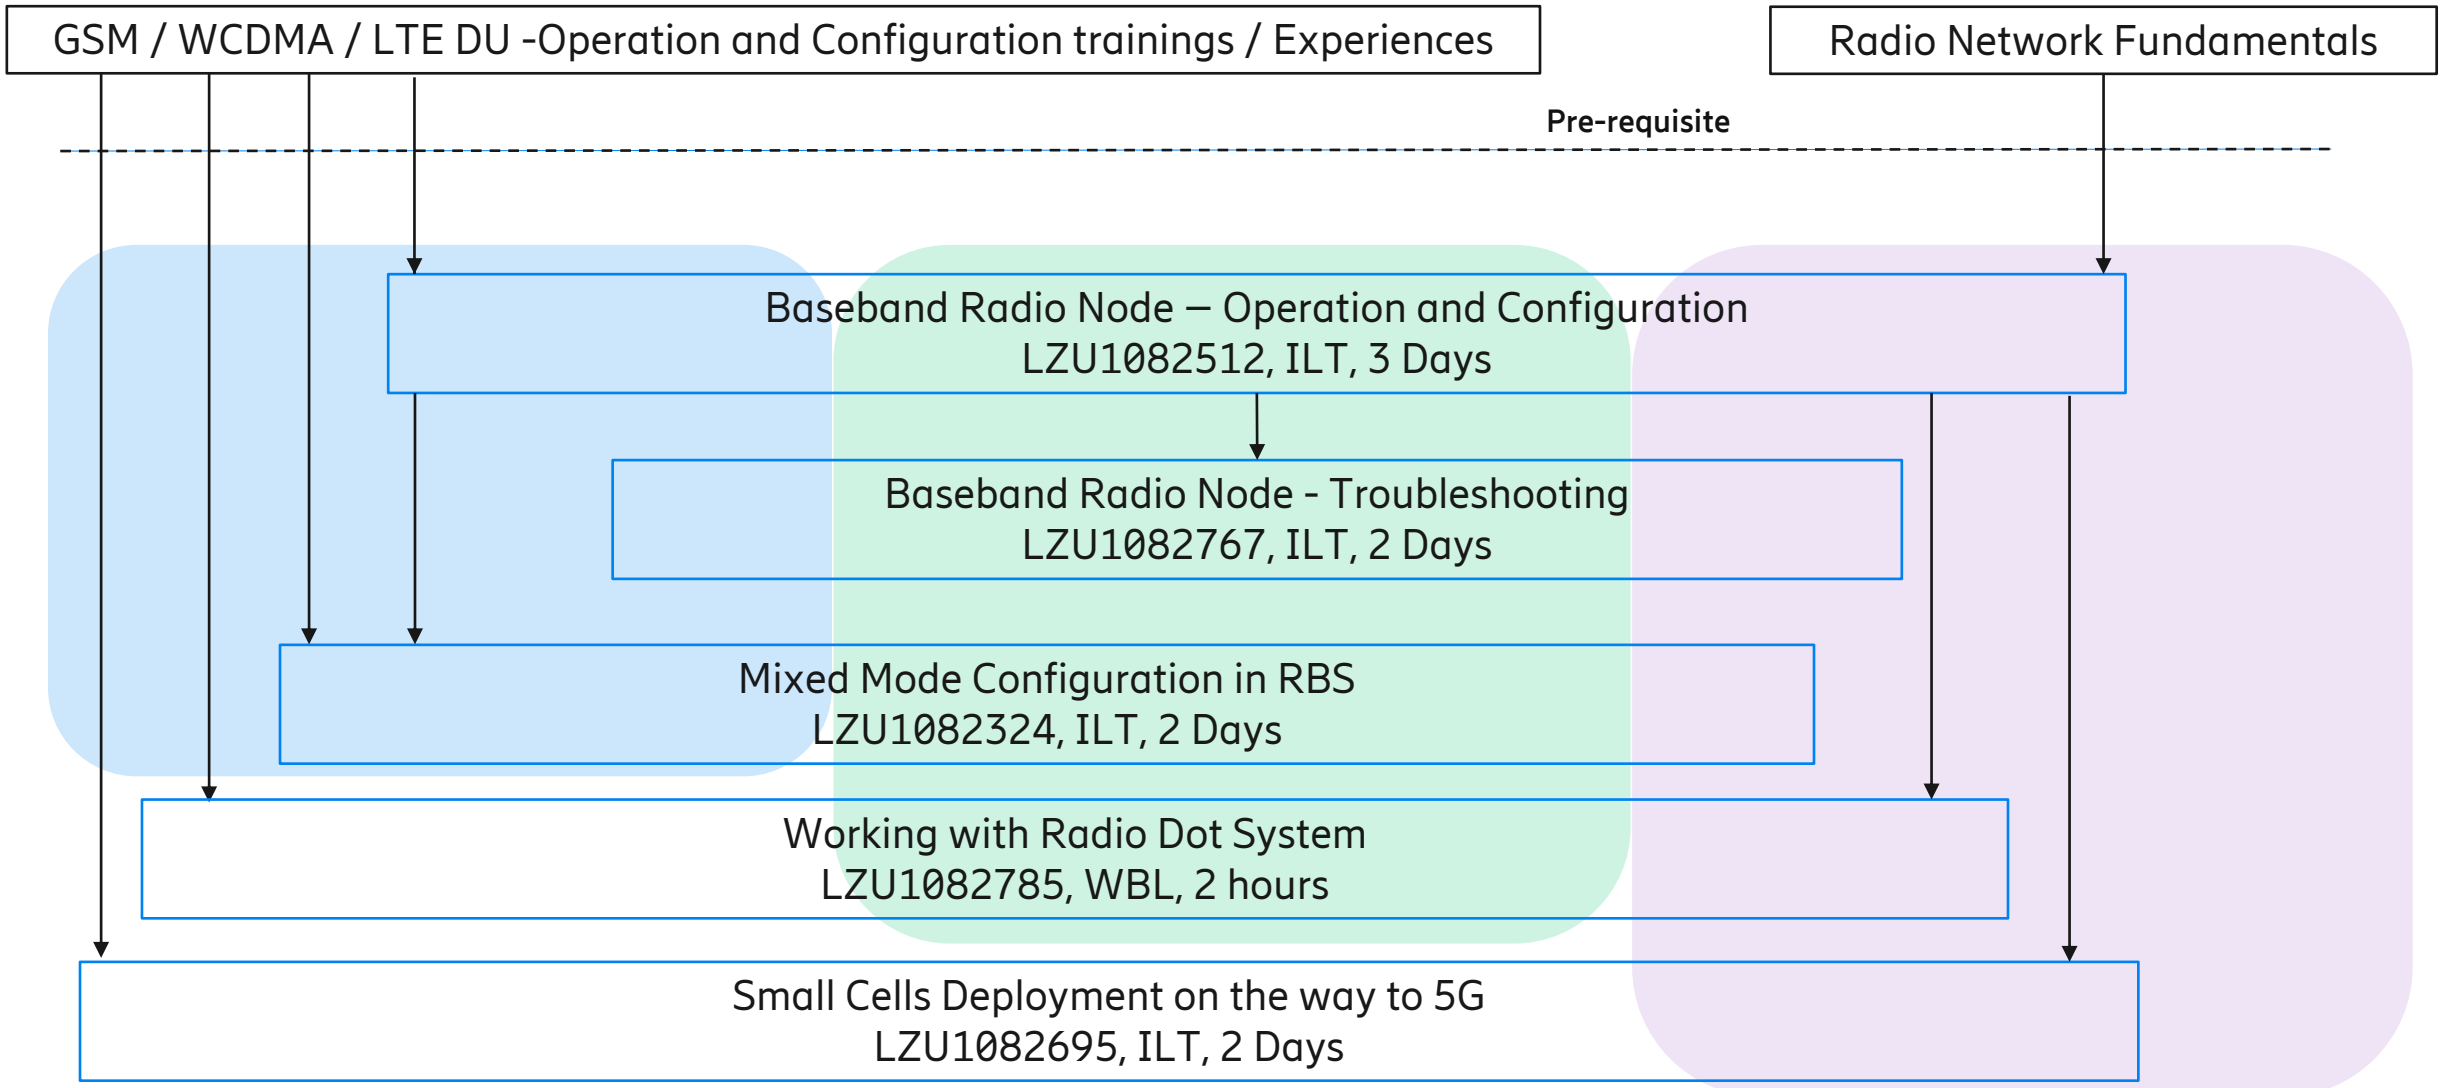 GSM / WCDMA / LTE DU -Operation and Configuration trainings / Experiences
Radio Network Fundamentals
Pre-requisite
Baseband Radio Node – Operation and Configuration
LZU1082512, ILT, 3 Days
Baseband Radio Node - Troubleshooting
LZU1082767, ILT, 2 Days
Mixed Mode Configuration in RBS
LZU1082324, ILT, 2 Days
Working with Radio Dot System
LZU1082785, WBL, 2 hours
Small Cells Deployment on the way to 5G
LZU1082695, ILT, 2 Days